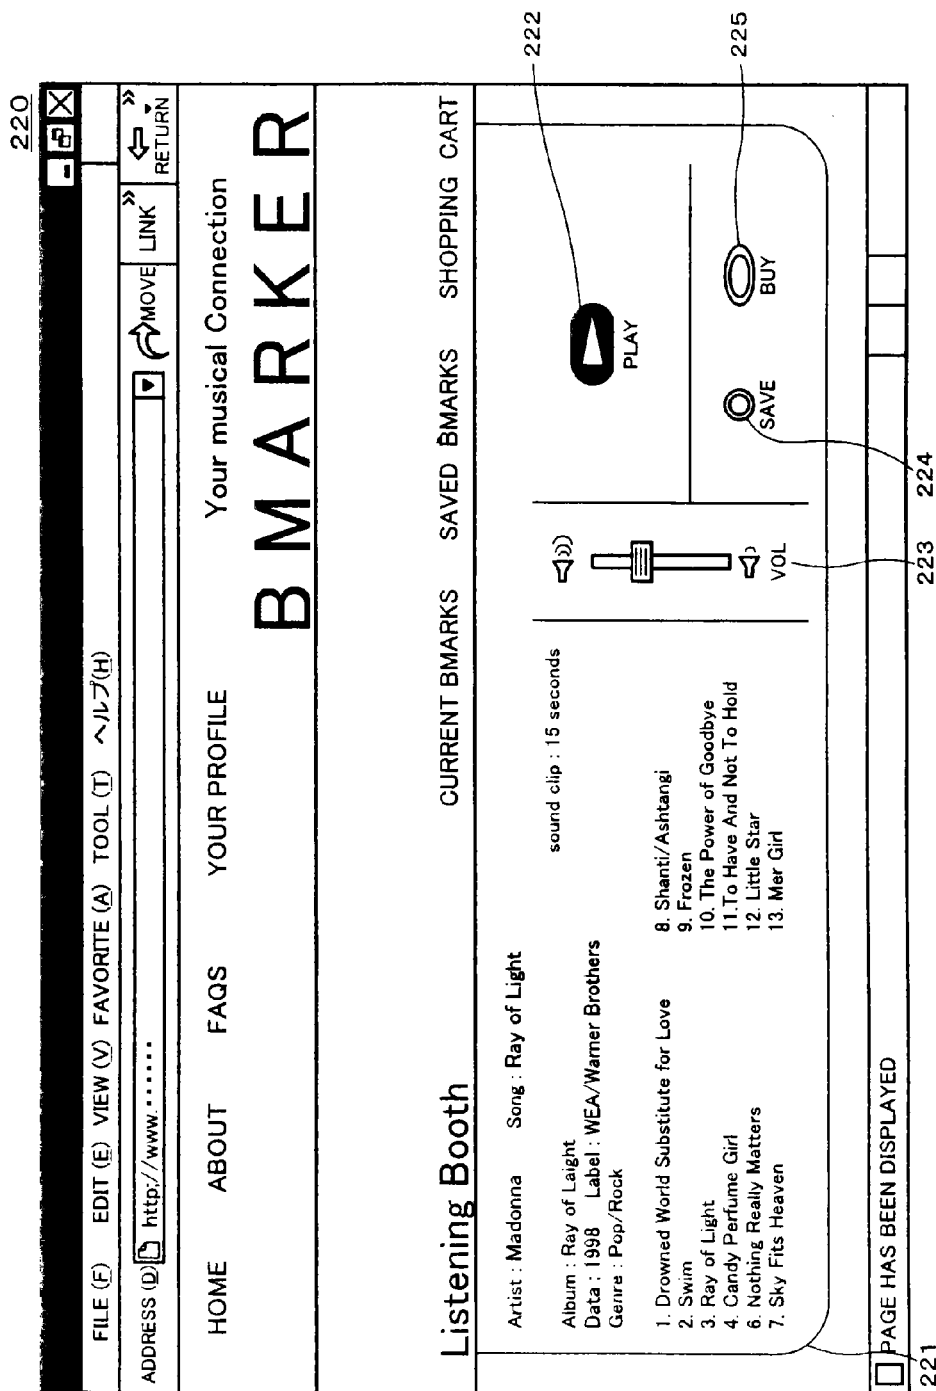 220
FILE (F) EDIT (E) VIEW (V) FAVORITE (A) TOOL (T) ヘルプ(H)
ADDRESS (D) http;//www.······ MOVE LINK » RETURN »
HOME ABOUT FAQS YOUR PROFILE Your musical Connection
BMARKER
Listening Booth CURRENT BMARKS SAVED BMARKS SHOPPING CART
Artist : Madonna Song : Ray of Light
sound clip : 15 seconds
Album : Ray of Laight
Data : 1998 Label : WEA/Warner Brothers
Genre : Pop/Rock
1. Drowned World Substitute for Love
2. Swim
3. Ray of Light
4. Candy Perfume Girl
6. Nothing Really Matters
7. Sky Fits Heaven
8. Shanti/Ashtangi
9. Frozen
10. The Power of Goodbye
11.To Have And Not To Hold
12. Little Star
13. Mer Girl
VOL
PLAY
SAVE
BUY
PAGE HAS BEEN DISPLAYED
221
223
224
222
225